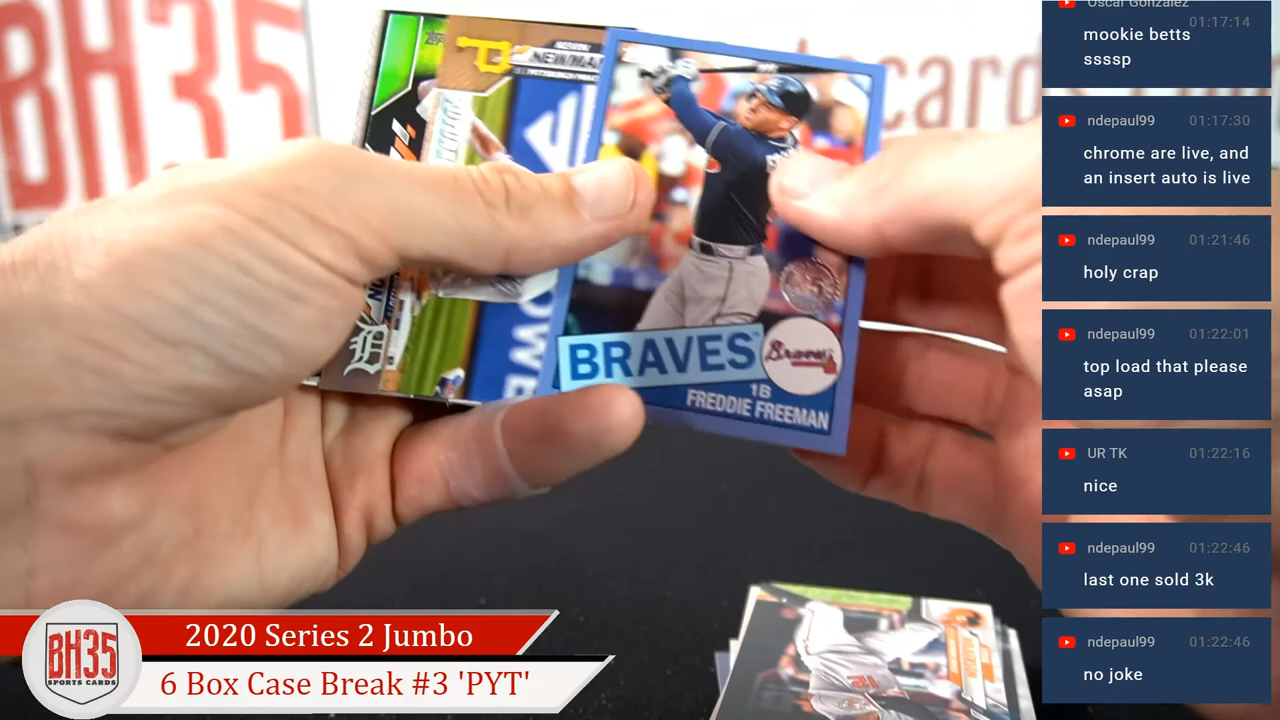 BH35
card
NEWMAN
BRAVES
Braves
1B
FREDDIE FREEMAN
BH35
SPORTS CARDS
2020 Series 2 Jumbo
6 Box Case Break #3 'PYT'
Oscar Gonzalez
01:17:14
mookie betts
ssssp
ndepaul99 01:17:30
chrome are live, and
an insert auto is live
ndepaul99 01:21:46
holy crap
ndepaul99 01:22:01
top load that please
asap
UR TK 01:22:16
nice
ndepaul99 01:22:46
last one sold 3k
ndepaul99 01:22:46
no joke